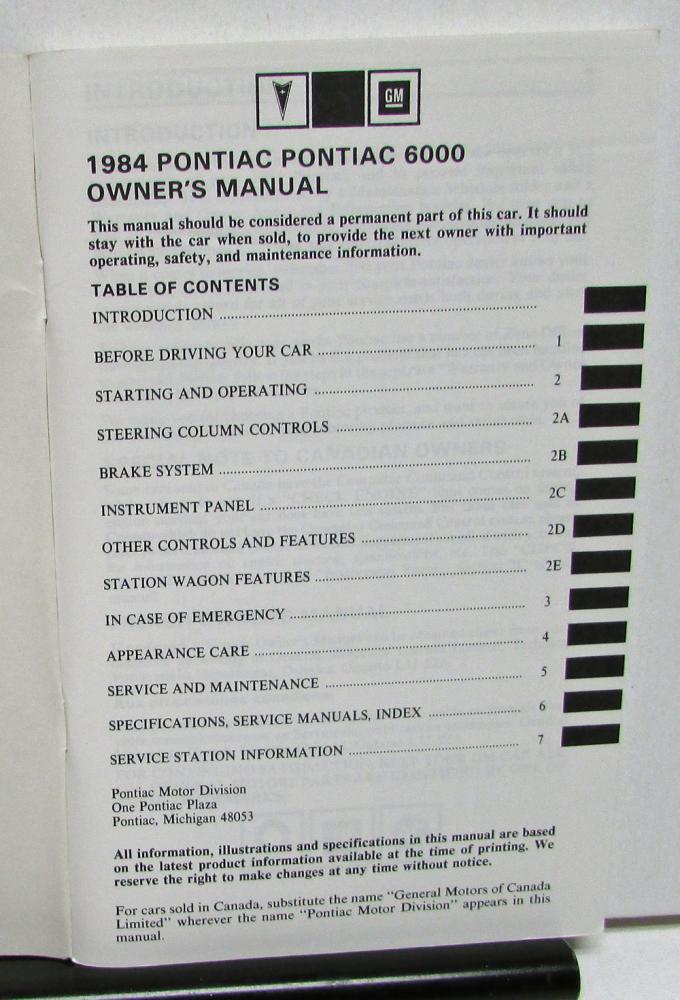 GM
1984 PONTIAC PONTIAC 6000
OWNER'S MANUAL
This manual should be considered a permanent part of this car. It should
stay with the car when sold, to provide the next owner with important
operating, safety, and maintenance information.
TABLE OF CONTENTS
INTRODUCTION ........................................................
BEFORE DRIVING YOUR CAR ........................................ 1
STARTING AND OPERATING ........................................ 2
STEERING COLUMN CONTROLS .................................... 2A
BRAKE SYSTEM ........................................................ 2B
INSTRUMENT PANEL ................................................ 2C
OTHER CONTROLS AND FEATURES .............................. 2D
STATION WAGON FEATURES ...................................... 2E
IN CASE OF EMERGENCY .......................................... 3
APPEARANCE CARE .................................................. 4
SERVICE AND MAINTENANCE ...................................... 5
SPECIFICATIONS, SERVICE MANUALS, INDEX .................. 6
SERVICE STATION INFORMATION ................................ 7
Pontiac Motor Division
One Pontiac Plaza
Pontiac, Michigan 48053
All information, illustrations and specifications in this manual are based
on the latest product information available at the time of printing. We
reserve the right to make changes at any time without notice.
For cars sold in Canada, substitute the name "General Motors of Canada
Limited" wherever the name "Pontiac Motor Division" appears in this
manual.